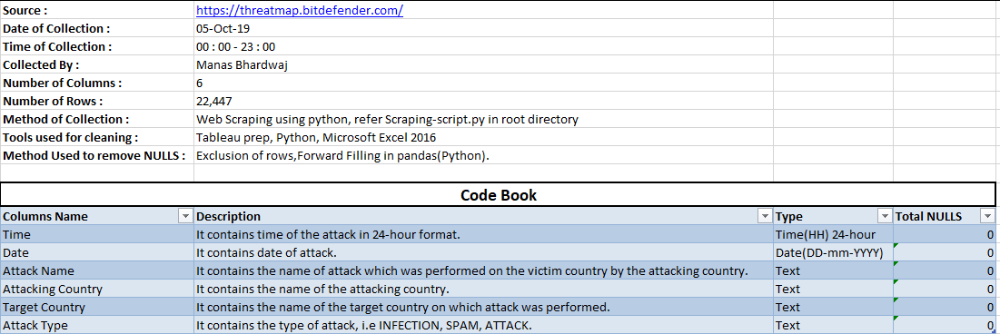 Source : https://threatmap.bitdefender.com/
Date of Collection : 05-Oct-19
Time of Collection : 00 : 00 - 23 : 00
Collected By : Manas Bhardwaj
Number of Columns : 6
Number of Rows : 22,447
Method of Collection : Web Scraping using python, refer Scraping-script.py in root directory
Tools used for cleaning : Tableau prep, Python, Microsoft Excel 2016
Method Used to remove NULLS : Exclusion of rows,Forward Filling in pandas(Python).
Code Book
Columns Name Description Type Total NULLS
Time It contains time of the attack in 24-hour format. Time(HH) 24-hour 0
Date It contains date of attack. Date(DD-mm-YYYY) 0
Attack Name It contains the name of attack which was performed on the victim country by the attacking country. Text 0
Attacking Country It contains the name of the attacking country. Text 0
Target Country It contains the name of the target country on which attack was performed. Text 0
Attack Type It contains the type of attack, i.e INFECTION, SPAM, ATTACK. Text 0